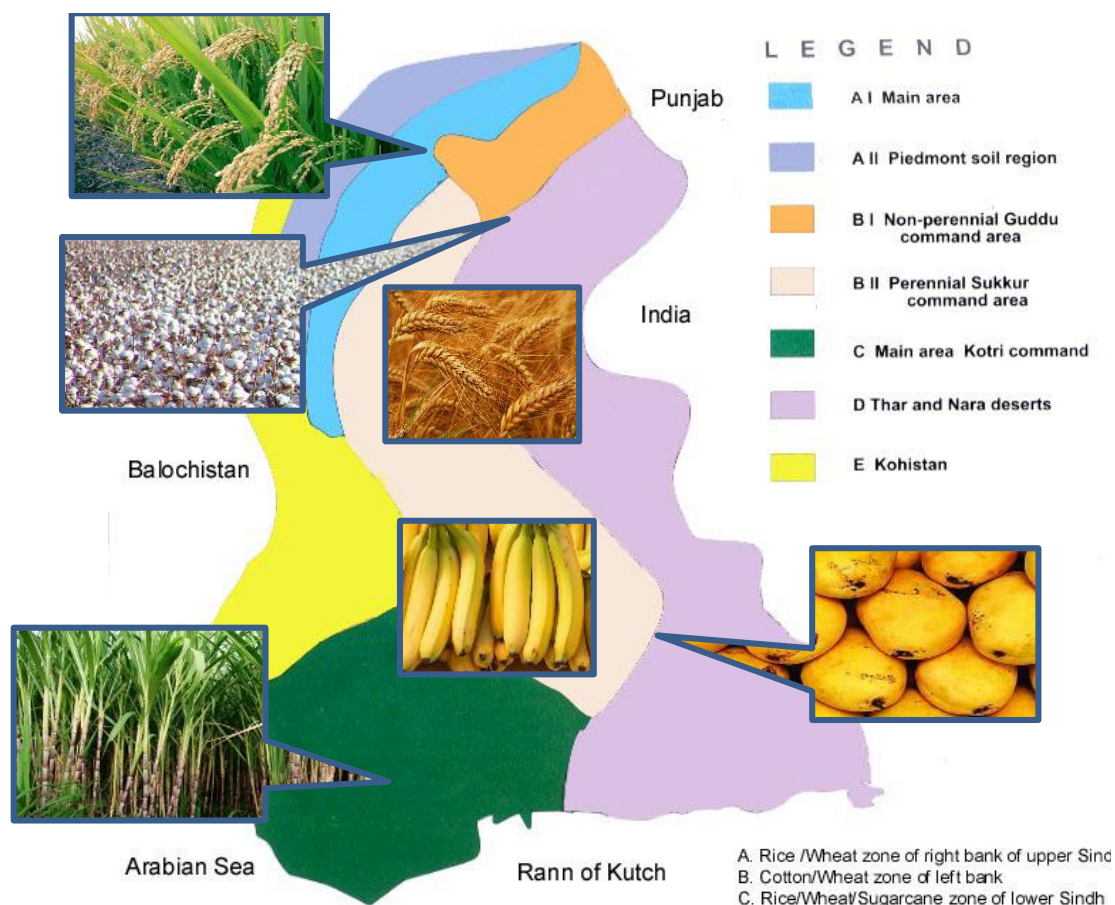 L E G E N D
Punjab
A I Main area
A II Piedmont soil region
B I Non-perennial Guddu
command area
B II Perennial Sukkur
command area
India
C Main area Kotri command
D Thar and Nara deserts
E Kohistan
Balochistan
Arabian Sea
Rann of Kutch
A. Rice /Wheat zone of right bank of upper Sind
B. Cotton/Wheat zone of left bank
C. Rice/Wheat/Sugarcane zone of lower Sindh